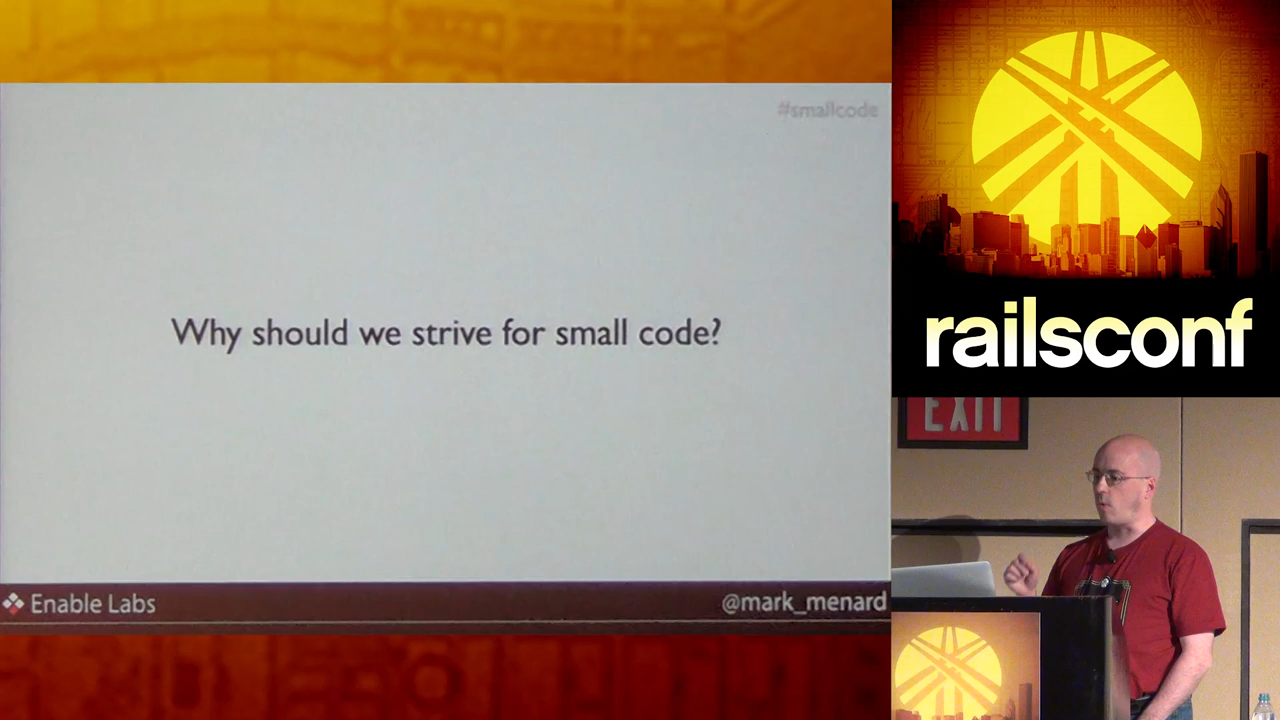 #smallcode
Why should we strive for small code?
Enable Labs
@mark_menard
railsconf
EXIT